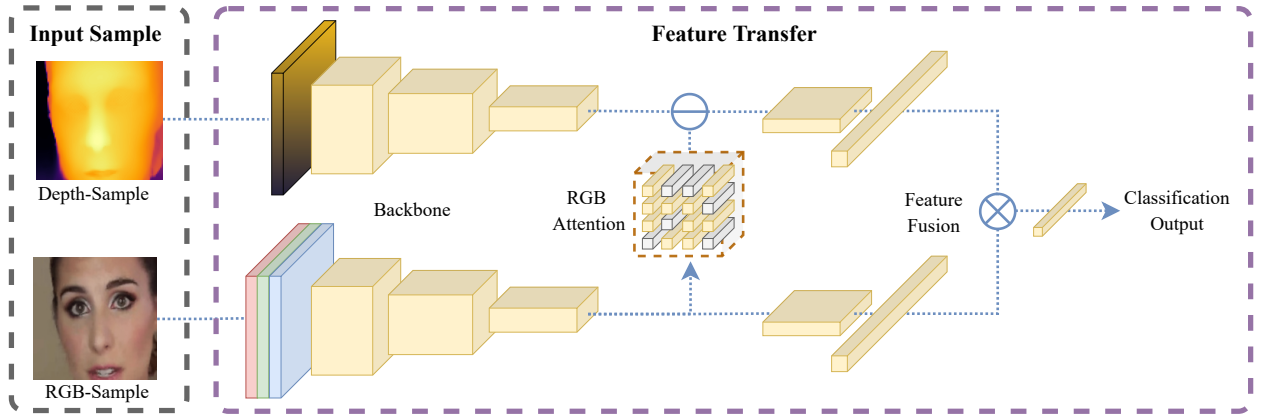 Input Sample
Feature Transfer
Depth-Sample
Backbone
RGB
Attention
Feature
Fusion
Classification
Output
RGB-Sample